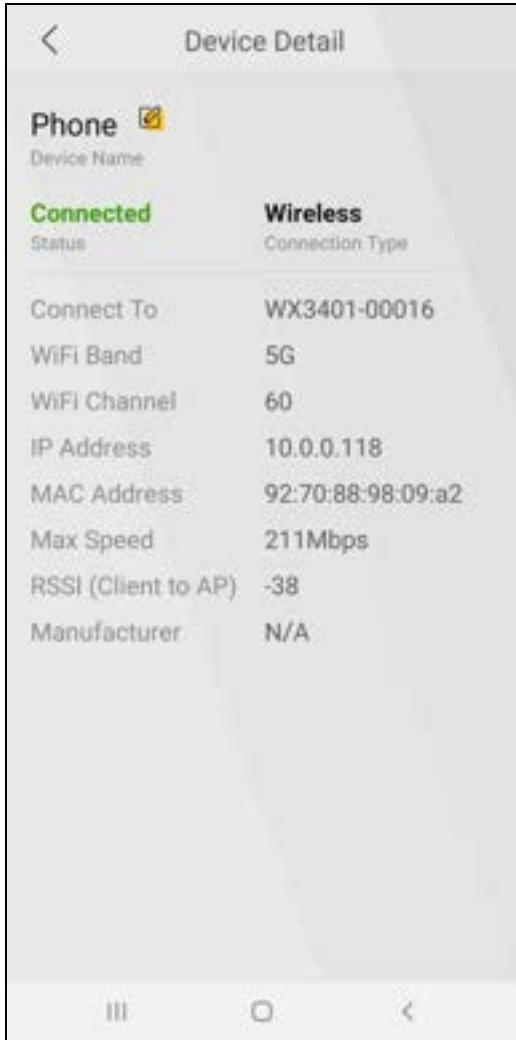 Device Detail
Phone
Device Name
Connected Wireless
Status Connection Type
Connect To WX3401-00016
WiFi Band 5G
WiFi Channel 60
IP Address 10.0.0.118
MAC Address 92:70:88:98:09:a2
Max Speed 211Mbps
RSSI (Client to AP) -38
Manufacturer N/A